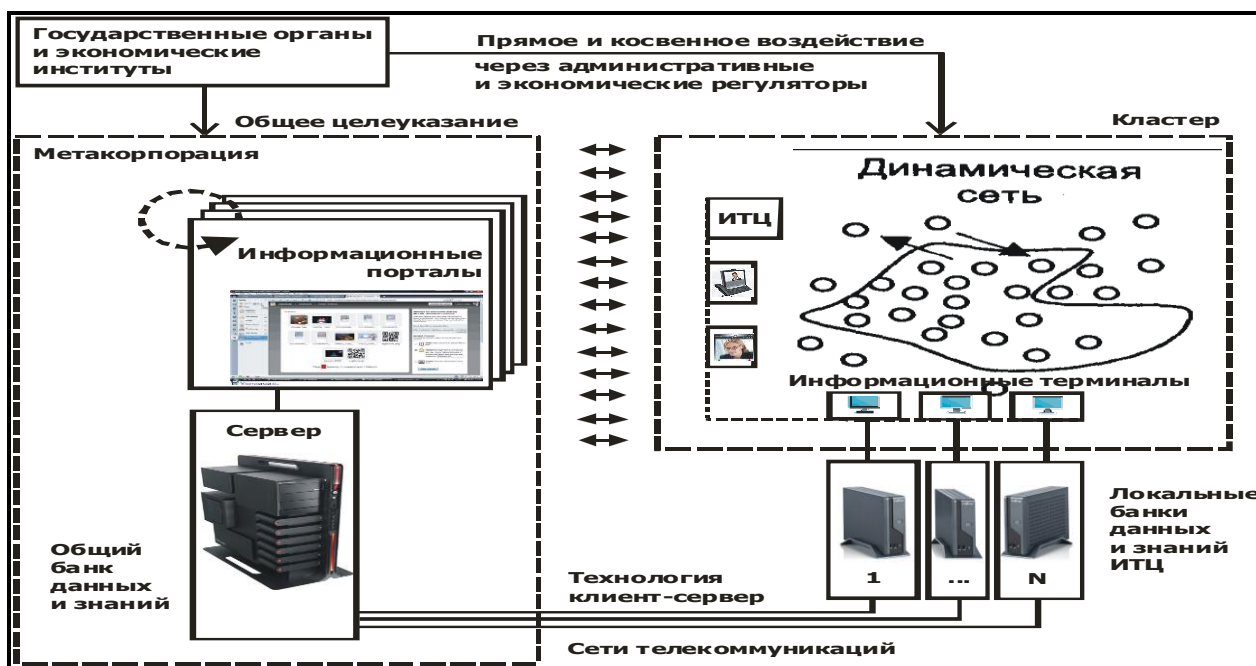 Государственные органы
и экономические
институты
Прямое и косвенное воздействие
через административные
и экономические регуляторы
Общее целеуказание
Кластер
Метакорпорация
Динамическая
сеть
ИТЦ
Информационные
порталы
Информационные терминалы
Сервер
Общий
банк
данных
и знаний
1
...
N
Локальные
банки
данных
и знаний
ИТЦ
Технология
клиент-сервер
Сети телекоммуникаций